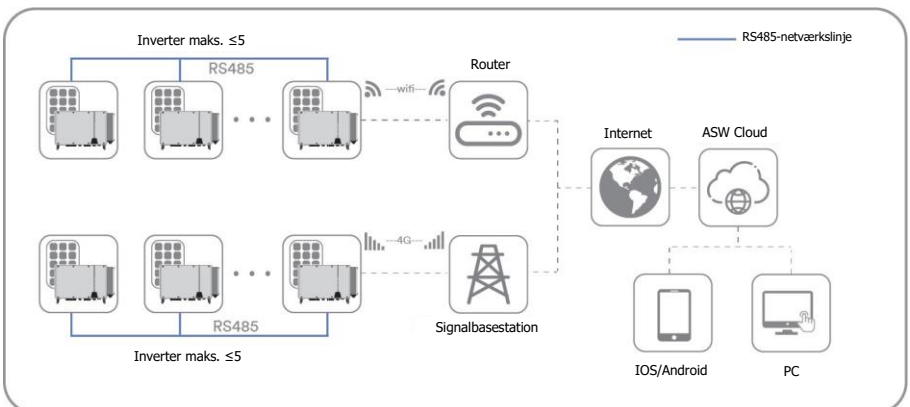 Inverter maks. ≤5
RS485-netværkslinje
RS485
Router
wifi
Internet
ASW Cloud
4G
RS485
Signalbasestation
Inverter maks. ≤5
IOS/Android
PC